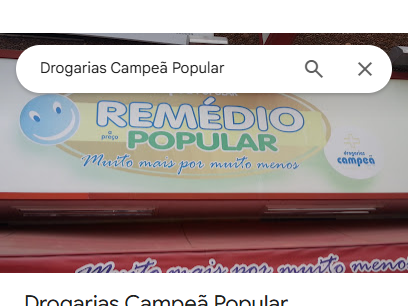 Drogarias Campeã Popular
REMÉDIO
a preço
POPULAR
Muito mais por muito menos
drogarias
campeã
Muito mais por muito menos
Drogarias Campeã Popular